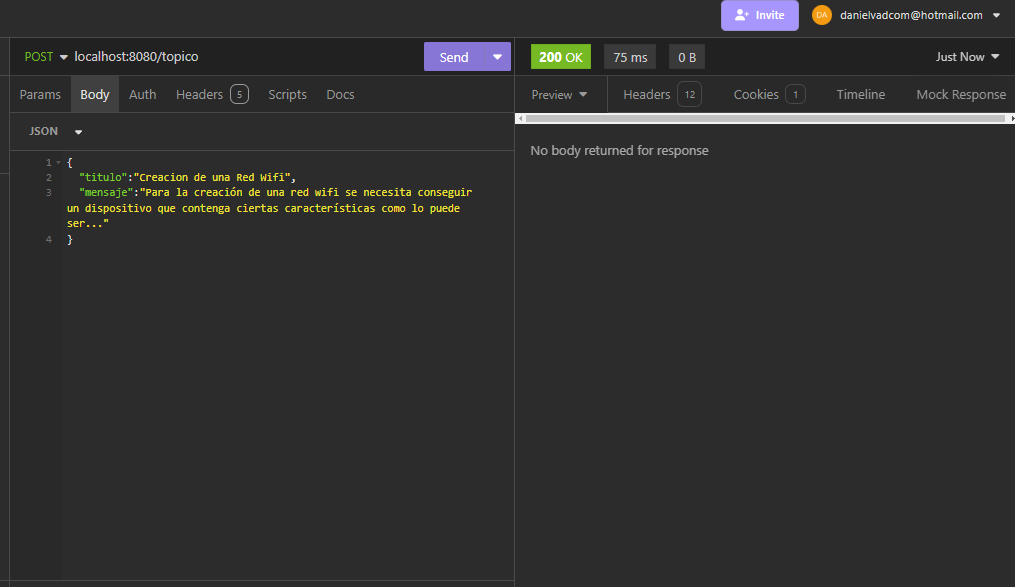 Invite
DA
danielvadcom@hotmail.com
POST localhost:8080/topico
Send
200 OK
75 ms
0 B
Just Now
Params Body Auth Headers 5 Scripts Docs
Preview Headers 12 Cookies 1 Timeline Mock Response
JSON
No body returned for response
1 {
2 "titulo":"Creacion de una Red Wifi",
3 "mensaje":"Para la creación de una red wifi se necesita conseguir
un dispositivo que contenga ciertas características como lo puede
ser..."
4 }